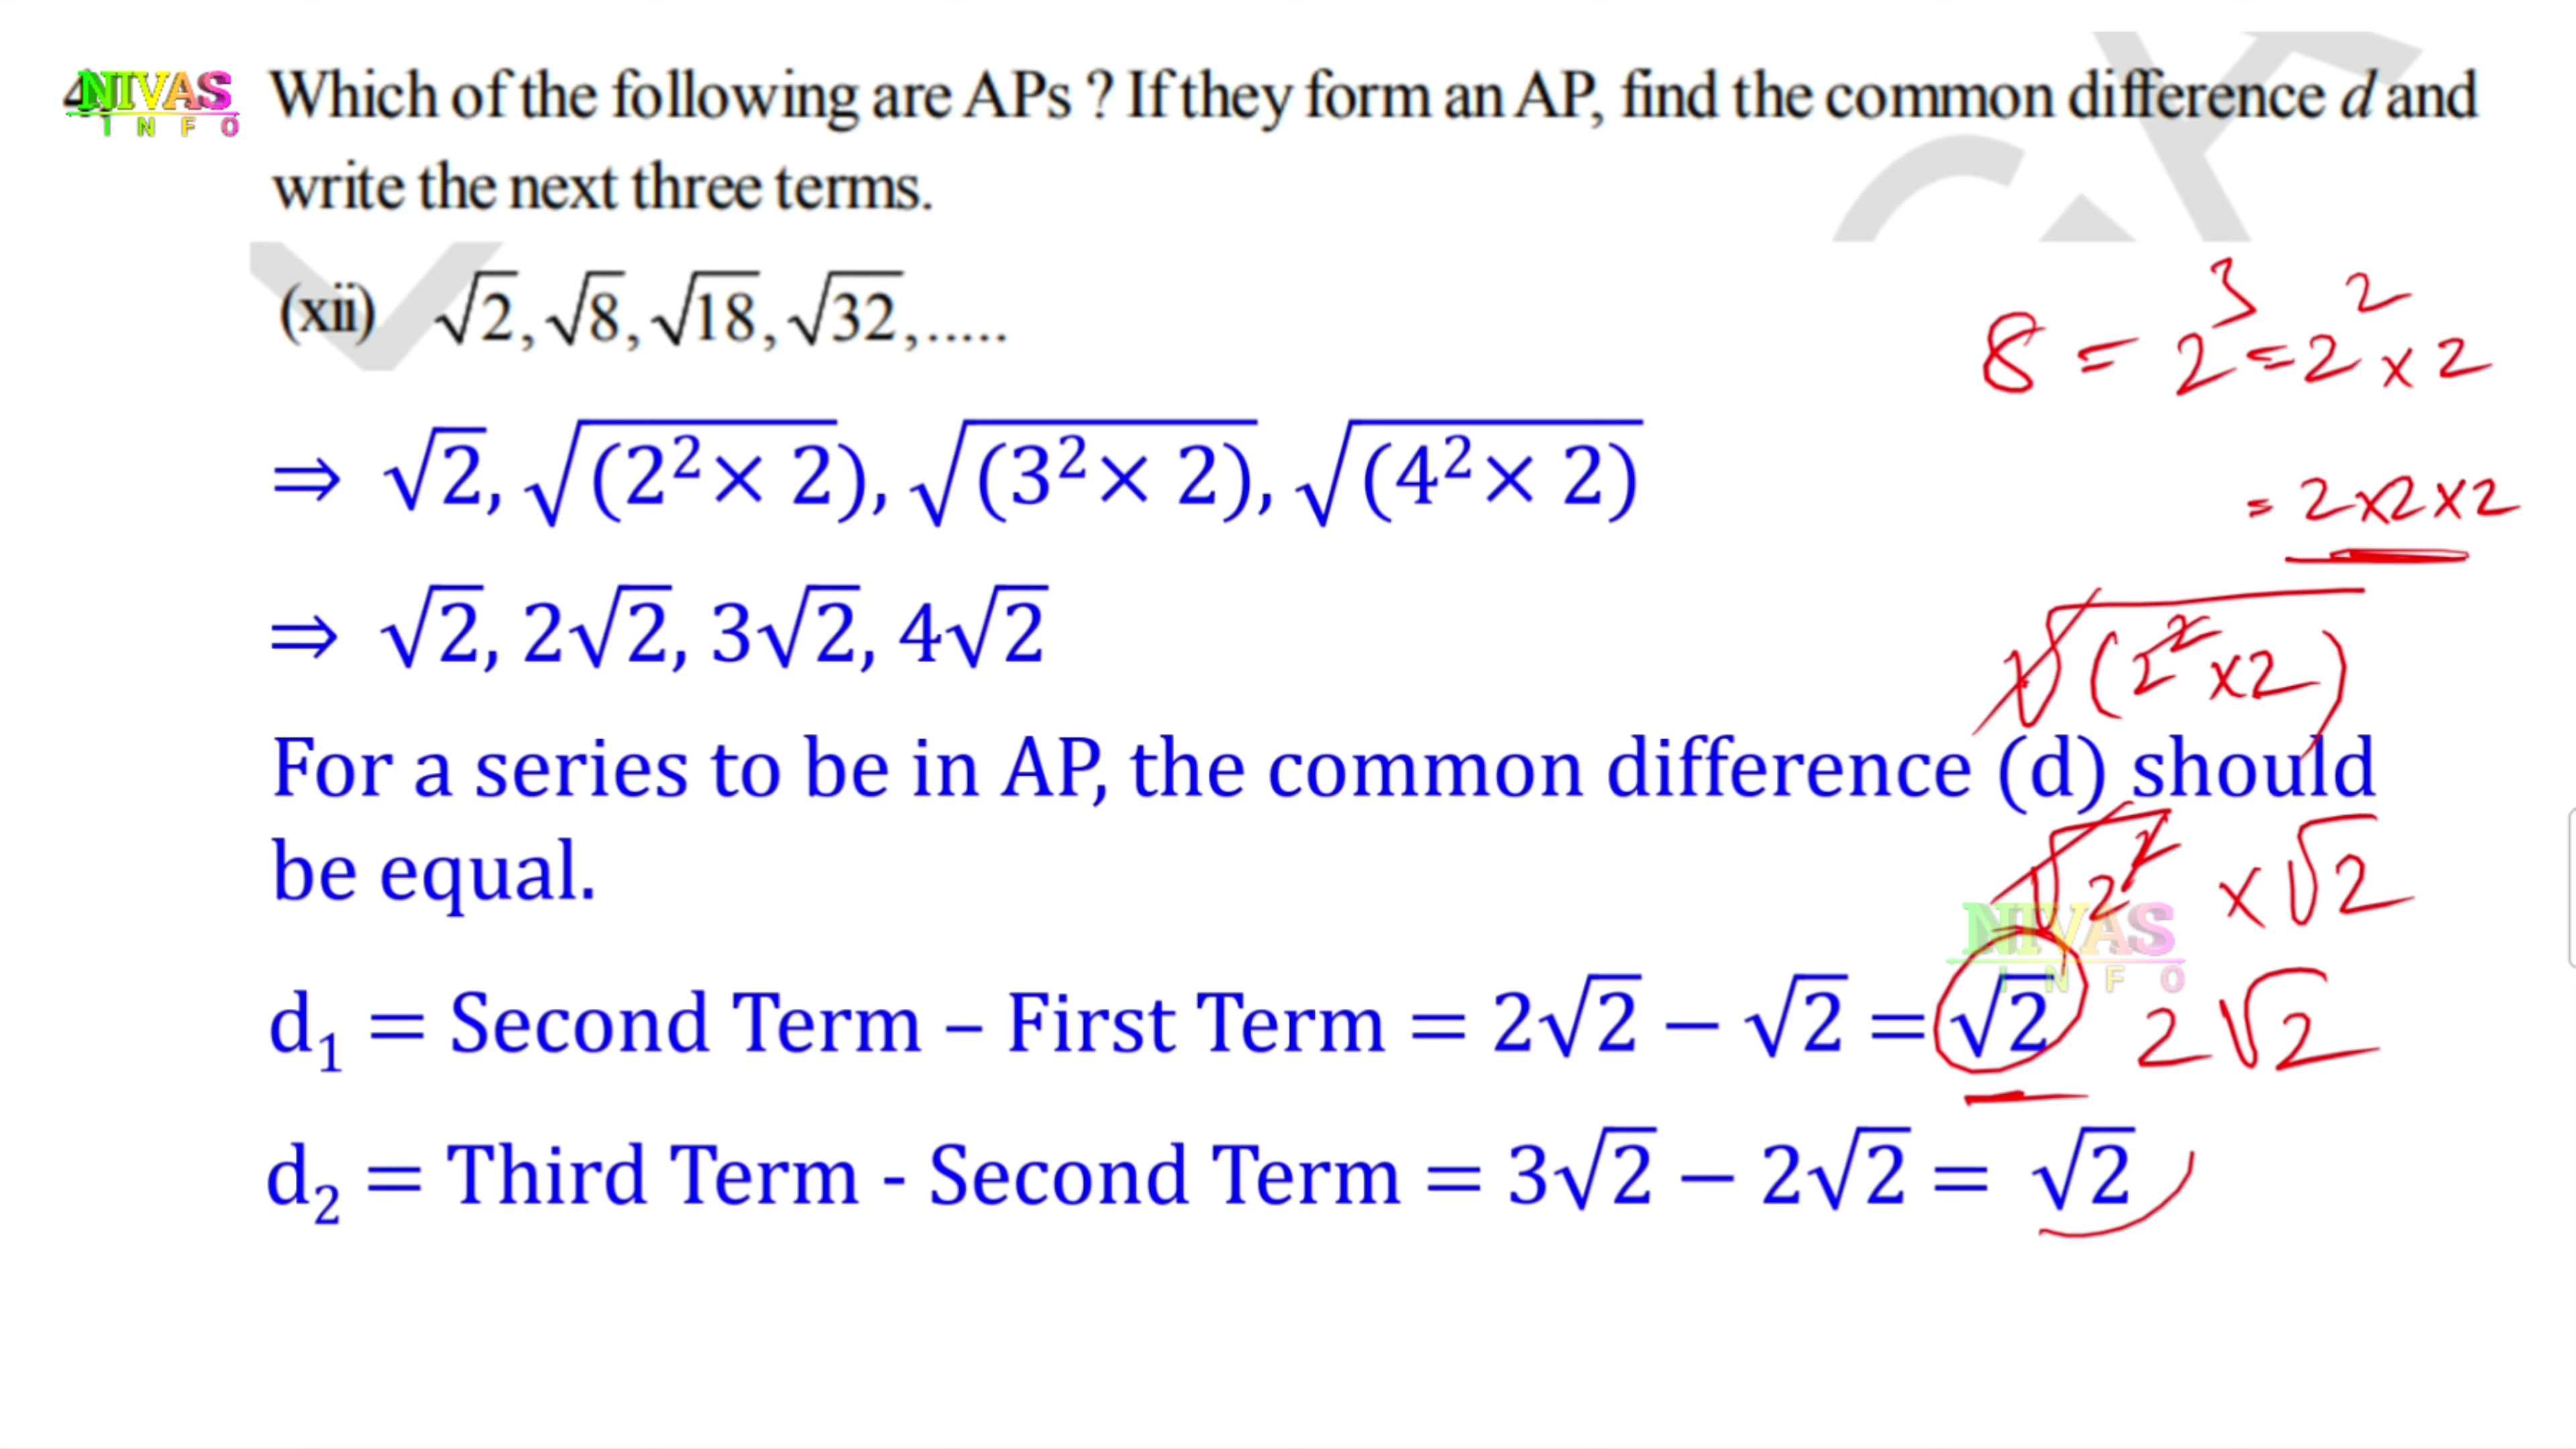 NIVAS
INFO
4. Which of the following are APs ? If they form an AP, find the common difference d and
write the next three terms.
(xii) √2, √8, √18, √32, .....
⇒ √2, √(2²× 2), √(3²× 2), √(4²× 2)
⇒ √2, 2√2, 3√2, 4√2
For a series to be in AP, the common difference (d) should
be equal.
d₁ = Second Term – First Term = 2√2 − √2 = √2
d₂ = Third Term - Second Term = 3√2 − 2√2 = √2
8 = 2³ = 2² × 2
= 2×2×2
√(2² ×2)
√2² × √2
2√2
NIVAS
INFO